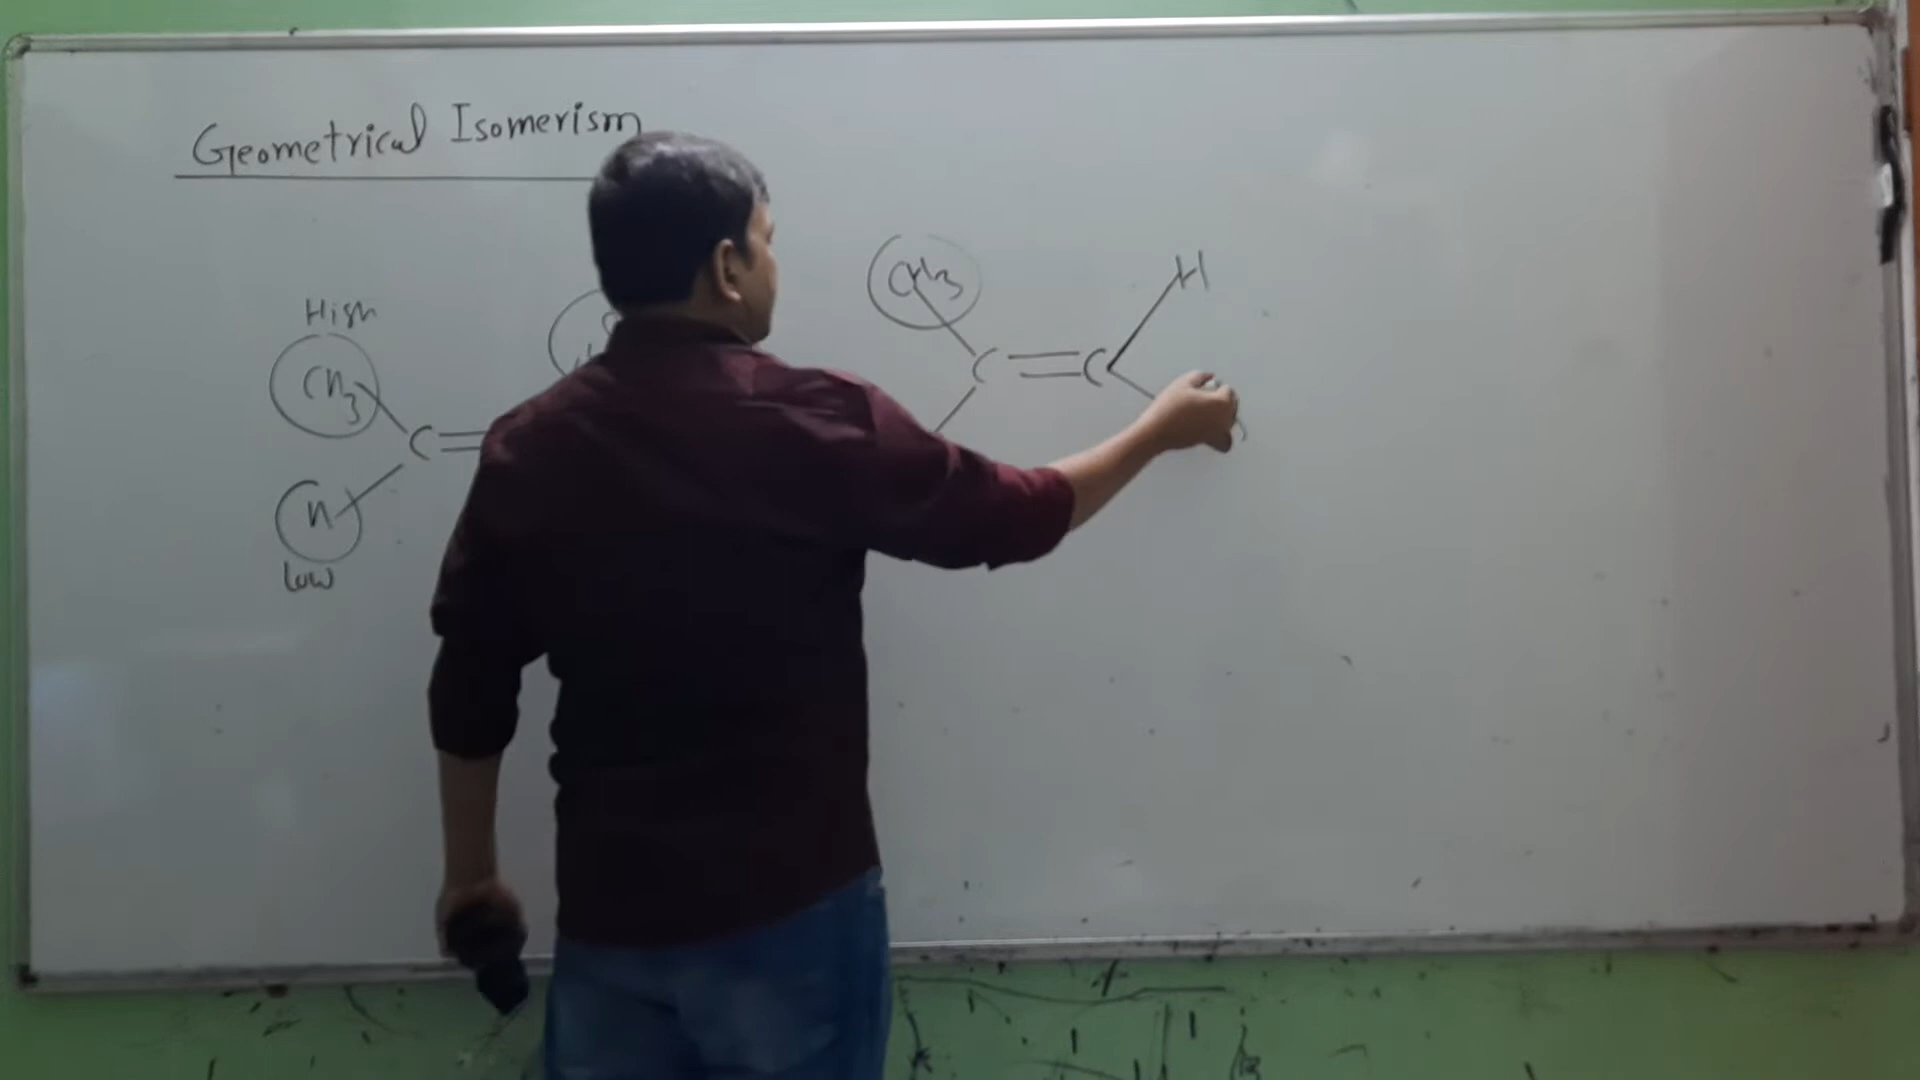 Geometrical Isomerism
High
CH3
C=
H
Low
CH3
H
C=C